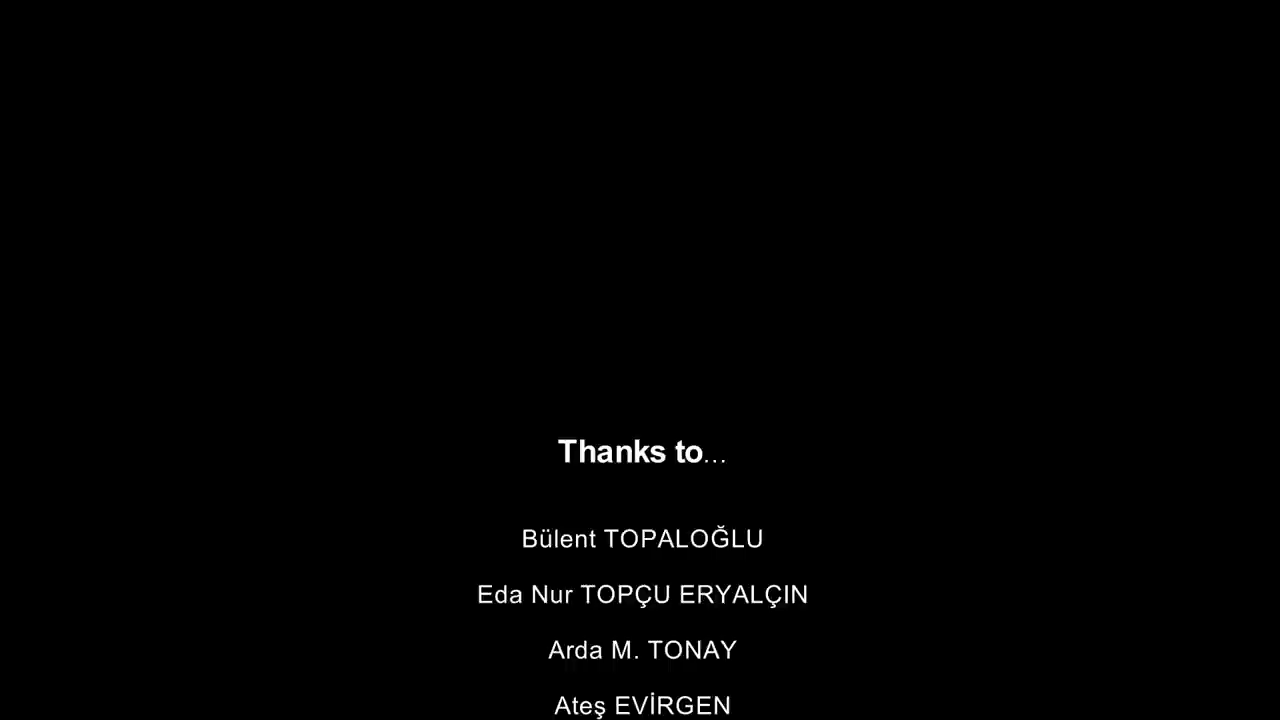 Thanks to...
Bülent TOPALOĞLU
Eda Nur TOPÇU ERYALÇIN
Arda M. TONAY
Ateş EVİRGEN